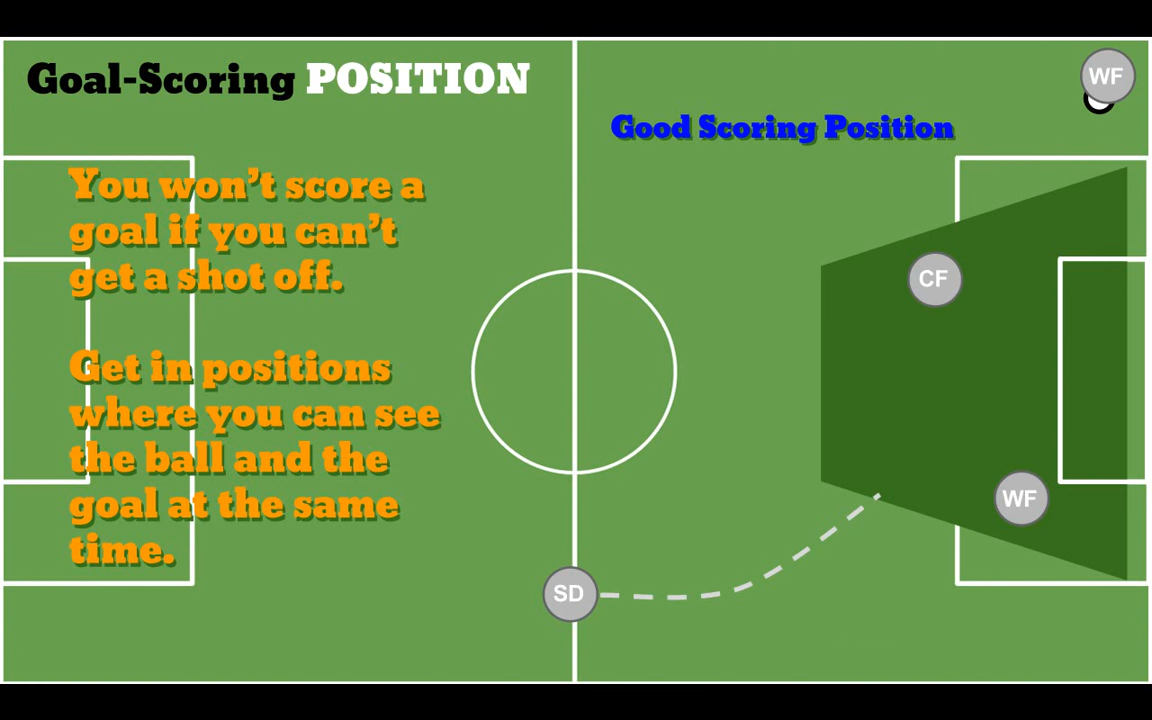 Goal-Scoring POSITION
WF
Good Scoring Position
You won't score a
goal if you can't
get a shot off.
CF
Get in positions
where you can see
the ball and the
goal at the same
time.
WF
SD